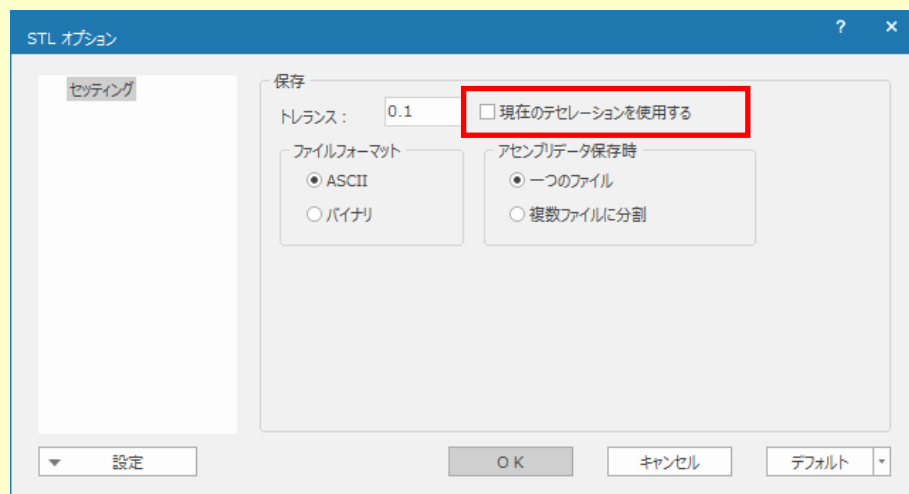 STL オプション
? ×
セッティング
保存
トレランス : 0.1 現在のテセレーションを使用する
ファイルフォーマット
ASCII
バイナリ
アセンブリデータ保存時
一つのファイル
複数ファイルに分割
設定 OK キャンセル デフォルト